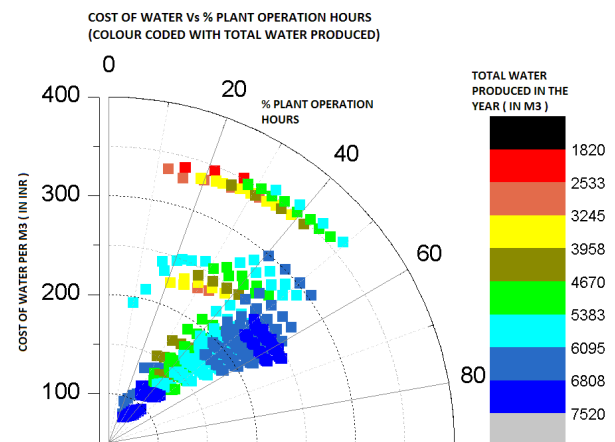 COST OF WATER Vs % PLANT OPERATION HOURS
(COLOUR CODED WITH TOTAL WATER PRODUCED)
0
20
% PLANT OPERATION
HOURS
40
60
80
400
300
200
100
COST OF WATER PER M3 ( IN INR )
TOTAL WATER
PRODUCED IN THE
YEAR ( IN M3 )
1820
2533
3245
3958
4670
5383
6095
6808
7520